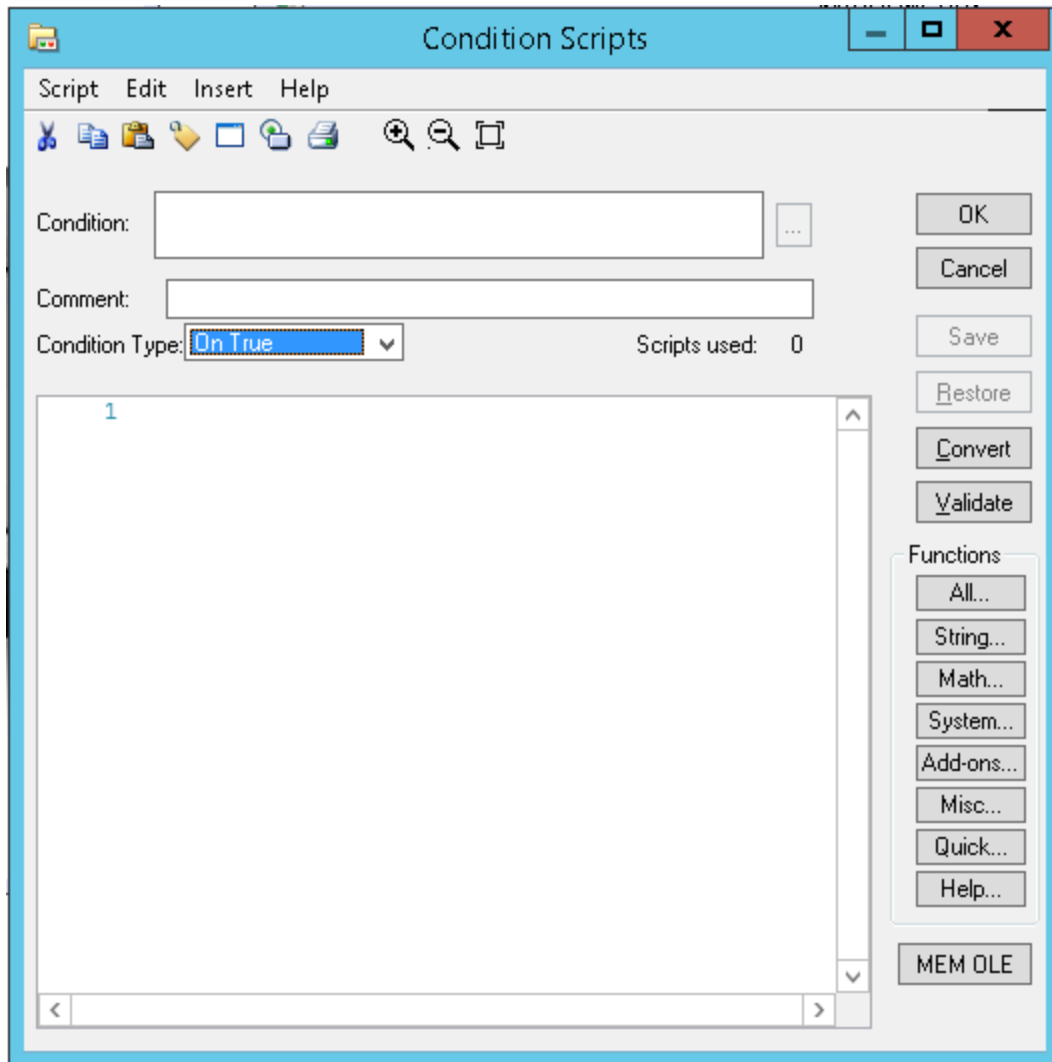 Condition Scripts
Script Edit Insert Help
Condition:
...
OK
Cancel
Comment:
Condition Type: On True
Scripts used: 0
Save
Restore
Convert
Validate
1
Functions
All...
String...
Math...
System...
Add-ons...
Misc...
Quick...
Help...
MEM OLE